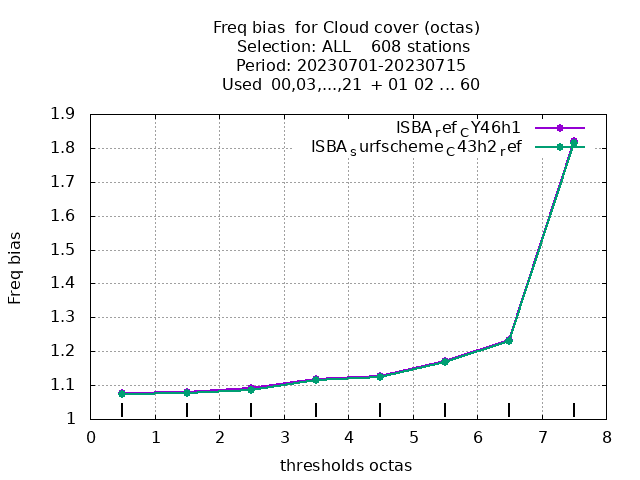 Freq bias  for Cloud cover (octas)
Selection: ALL    608 stations
Period: 20230701-20230715
Used  00,03,...,21  + 01 02 ... 60
ISBA_ref_CY46h1
ISBA_surfscheme_C43h2_ref
1.9
1.8
1.7
1.6
1.5
1.4
1.3
1.2
1.1
1
Freq bias
0 1 2 3 4 5 6 7 8
thresholds octas